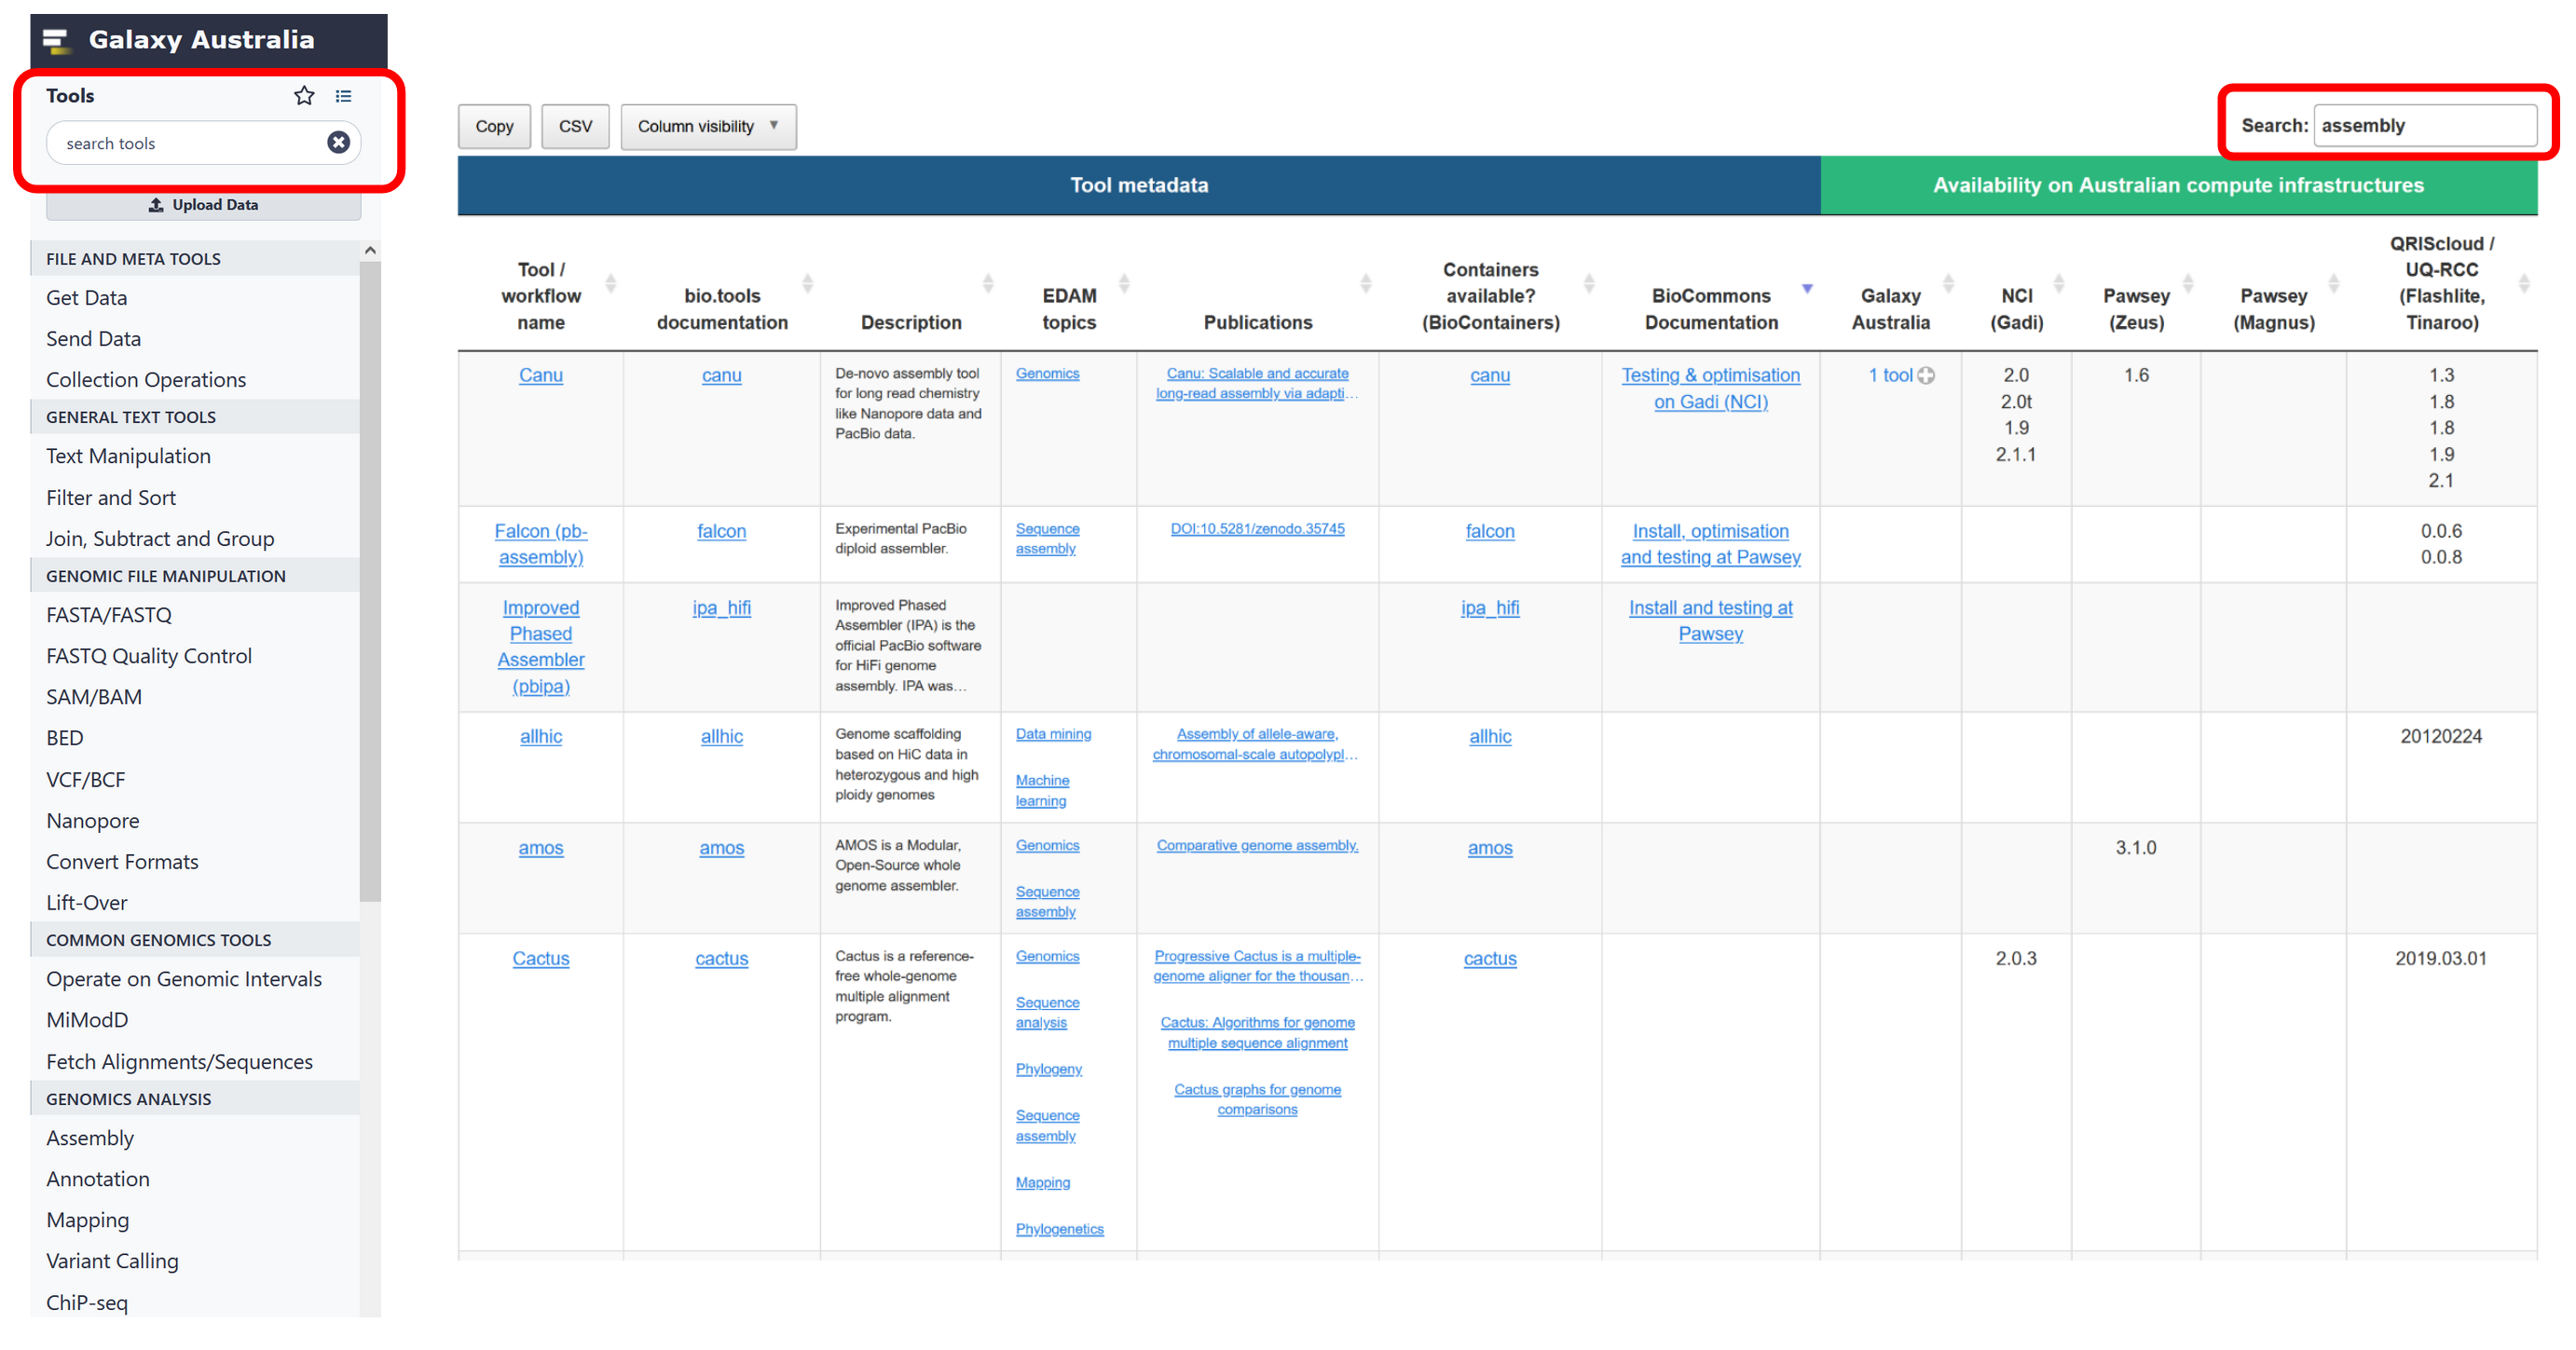 Galaxy Australia
Tools
search tools
Upload Data
FILE AND META TOOLS
Get Data
Send Data
Collection Operations
GENERAL TEXT TOOLS
Text Manipulation
Filter and Sort
Join, Subtract and Group
GENOMIC FILE MANIPULATION
FASTA/FASTQ
FASTQ Quality Control
SAM/BAM
BED
VCF/BCF
Nanopore
Convert Formats
Lift-Over
COMMON GENOMICS TOOLS
Operate on Genomic Intervals
MiModD
Fetch Alignments/Sequences
GENOMICS ANALYSIS
Assembly
Annotation
Mapping
Variant Calling
ChiP-seq
Copy
CSV
Column visibility
Search: assembly
Tool metadata
Availability on Australian compute infrastructures
Tool /
workflow
name
bio.tools
documentation
Description
EDAM
topics
Publications
Containers
available?
(BioContainers)
BioCommons
Documentation
Galaxy
Australia
NCI
(Gadi)
Pawsey
(Zeus)
Pawsey
(Magnus)
QRIScloud /
UQ-RCC
(Flashlite,
Tinaroo)
Canu
canu
De-novo assembly tool
for long read chemistry
like Nanopore data and
PacBio data.
Genomics
Canu: Scalable and accurate
long-read assembly via adapti…
canu
Testing & optimisation
on Gadi (NCI)
1 tool
2.0
2.0t
1.9
2.1.1
1.6
1.3
1.8
1.8
1.9
2.1
Falcon (pb-
assembly)
falcon
Experimental PacBio
diploid assembler.
Sequence
assembly
DOI:10.5281/zenodo.35745
falcon
Install, optimisation
and testing at Pawsey
0.0.6
0.0.8
Improved
Phased
Assembler
(pbipa)
ipa_hifi
Improved Phased
Assembler (IPA) is the
official PacBio software
for HiFi genome
assembly. IPA was…
ipa_hifi
Install and testing at
Pawsey
allhic
allhic
Genome scaffolding
based on HiC data in
heterozygous and high
ploidy genomes
Data mining
Machine
learning
Assembly of allele-aware,
chromosomal-scale autopolypl…
allhic
20120224
amos
amos
AMOS is a Modular,
Open-Source whole
genome assembler.
Genomics
Sequence
assembly
Comparative genome assembly.
amos
3.1.0
Cactus
cactus
Cactus is a reference-
free whole-genome
multiple alignment
program.
Genomics
Sequence
analysis
Phylogeny
Sequence
assembly
Mapping
Phylogenetics
Progressive Cactus is a multiple-
genome aligner for the thousan…
Cactus: Algorithms for genome
multiple sequence alignment
Cactus graphs for genome
comparisons
cactus
2.0.3
2019.03.01